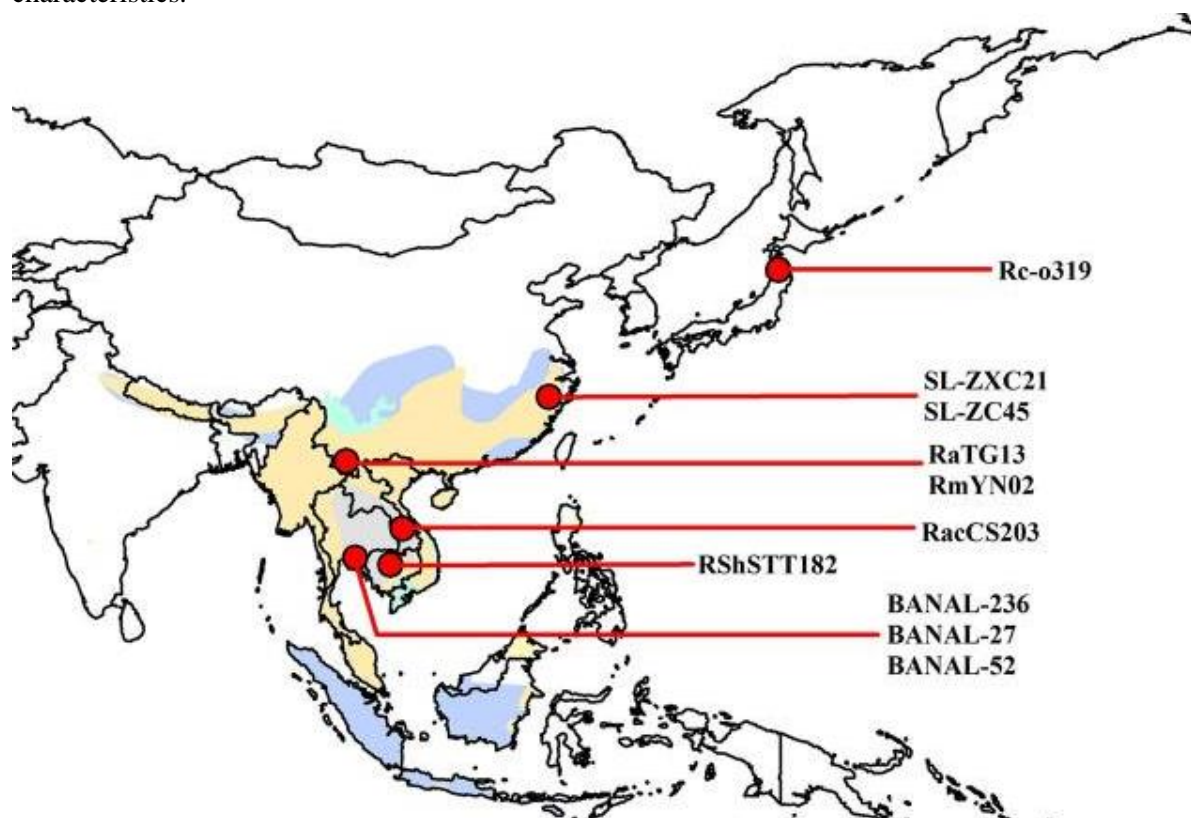 characteristics.
Rc-o319
SL-ZXC21
SL-ZC45
RaTG13
RmYN02
RacCS203
RShSTT182
BANAL-236
BANAL-27
BANAL-52